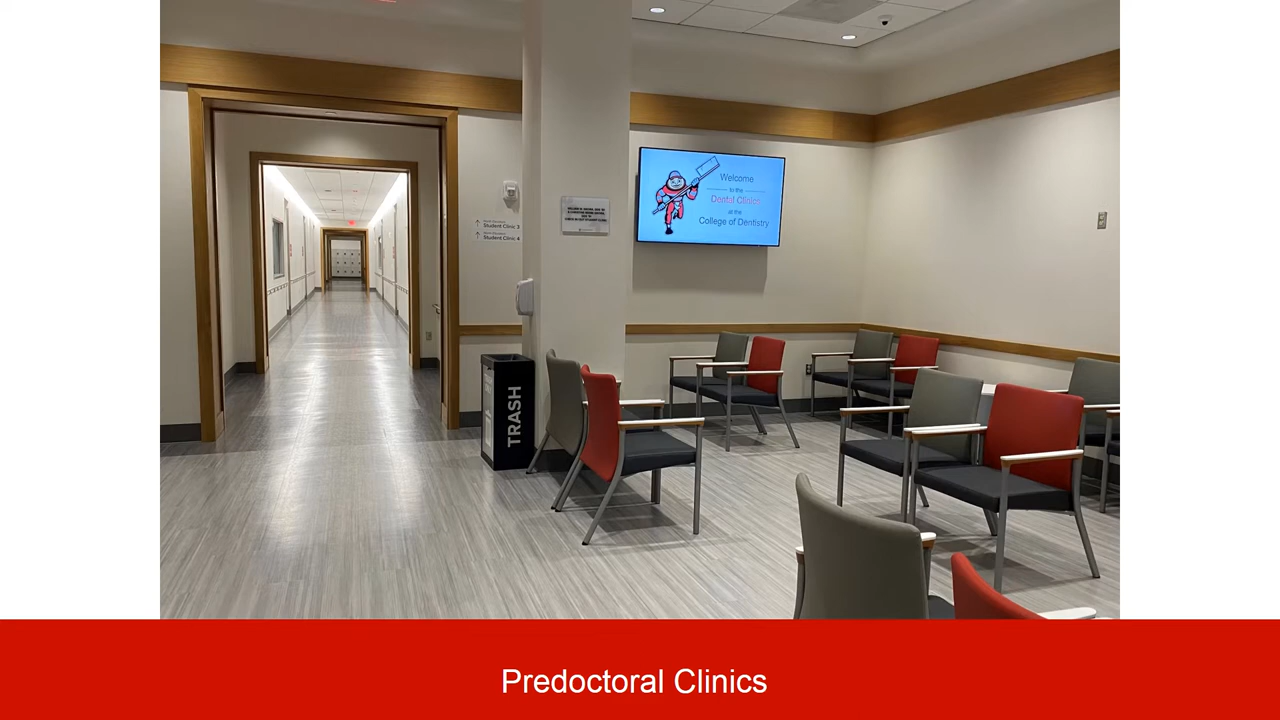 Welcome
to the
Dental Clinics
at the
College of Dentistry
Student Clinic 3
Student Clinic 4
TRASH
Predoctoral Clinics